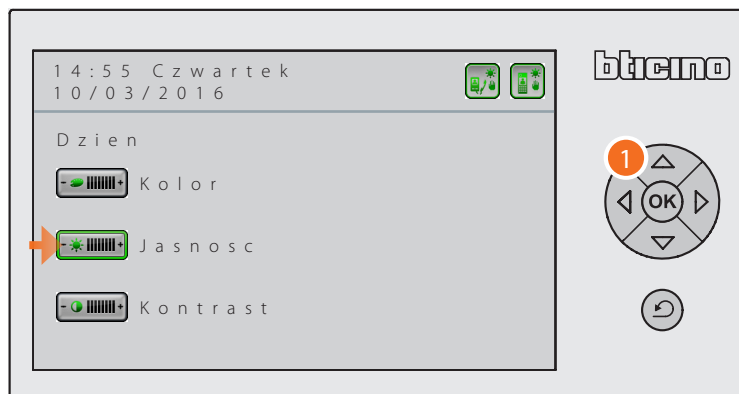 14:55 Czwartek
10/03/2016
bticino
Dzien
1
- + Kolor
OK
- + Jasnosc
- + Kontrast